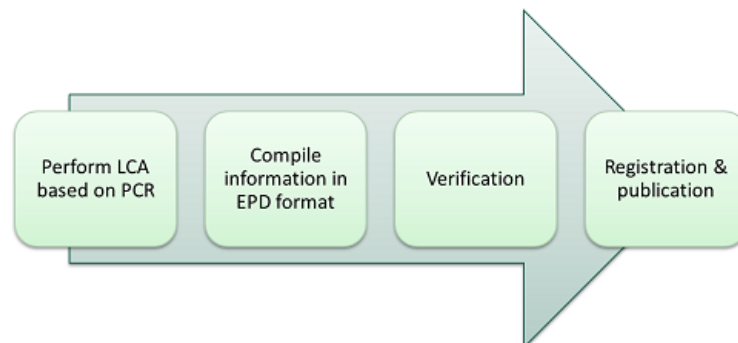 Perform LCA
based on PCR
Compile
information in
EPD format
Verification
Registration &
publication